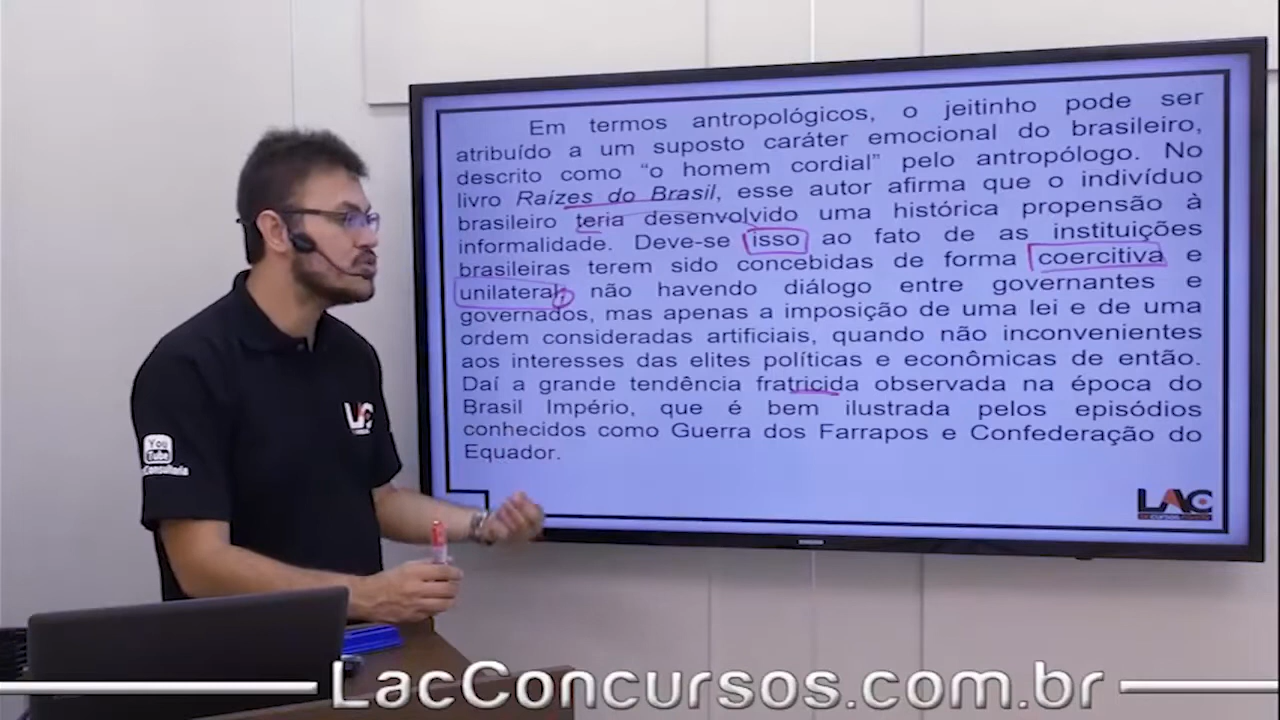 Em termos antropológicos, o jeitinho pode ser
atribuído a um suposto caráter emocional do brasileiro,
descrito como “o homem cordial” pelo antropólogo. No
livro Raízes do Brasil, esse autor afirma que o indivíduo
brasileiro teria desenvolvido uma histórica propensão à
informalidade. Deve-se isso ao fato de as instituições
brasileiras terem sido concebidas de forma coercitiva e
unilateral, não havendo diálogo entre governantes e
governados, mas apenas a imposição de uma lei e de uma
ordem consideradas artificiais, quando não inconvenientes
aos interesses das elites políticas e econômicas de então.
Daí a grande tendência fratricida observada na época do
Brasil Império, que é bem ilustrada pelos episódios
conhecidos como Guerra dos Farrapos e Confederação do
Equador.
LAC
LAC
You
Tube
Consultoria
SAMSUNG
LacConcursos.com.br